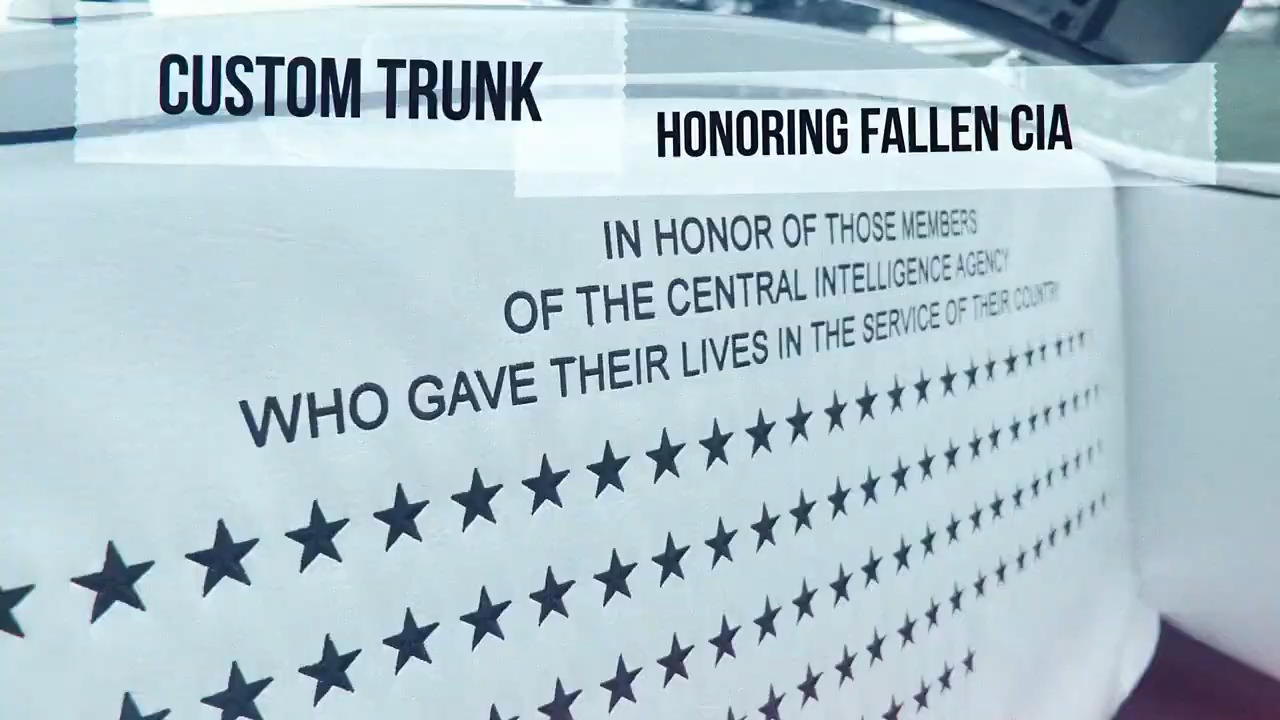 CUSTOM TRUNK
HONORING FALLEN CIA
IN HONOR OF THOSE MEMBERS
OF THE CENTRAL INTELLIGENCE AGENCY
WHO GAVE THEIR LIVES IN THE SERVICE OF THEIR COUNTRY